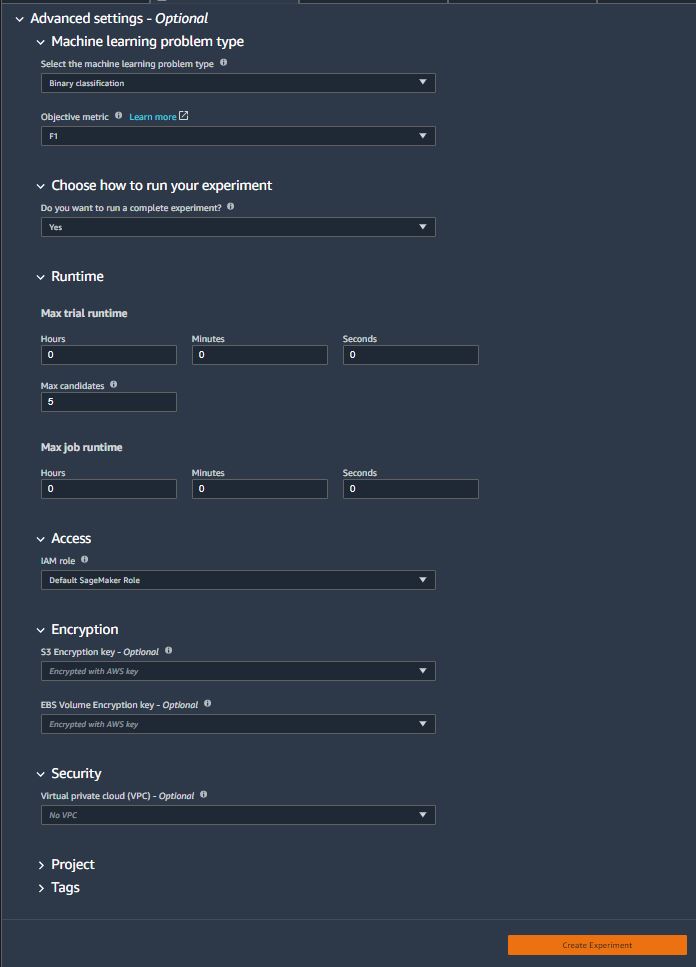 Advanced settings - Optional
Machine learning problem type
Select the machine learning problem type
Binary classification
Objective metric Learn more
F1
Choose how to run your experiment
Do you want to run a complete experiment?
Yes
Runtime
Max trial runtime
Hours Minutes Seconds
0 0 0
Max candidates
5
Max job runtime
Hours Minutes Seconds
0 0 0
Access
IAM role
Default SageMaker Role
Encryption
S3 Encryption key - Optional
Encrypted with AWS key
EBS Volume Encryption key - Optional
Encrypted with AWS key
Security
Virtual private cloud (VPC) - Optional
No VPC
Project
Tags
Create Experiment